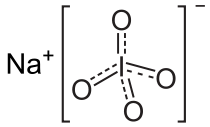 Na+ [ O O I O O ] −